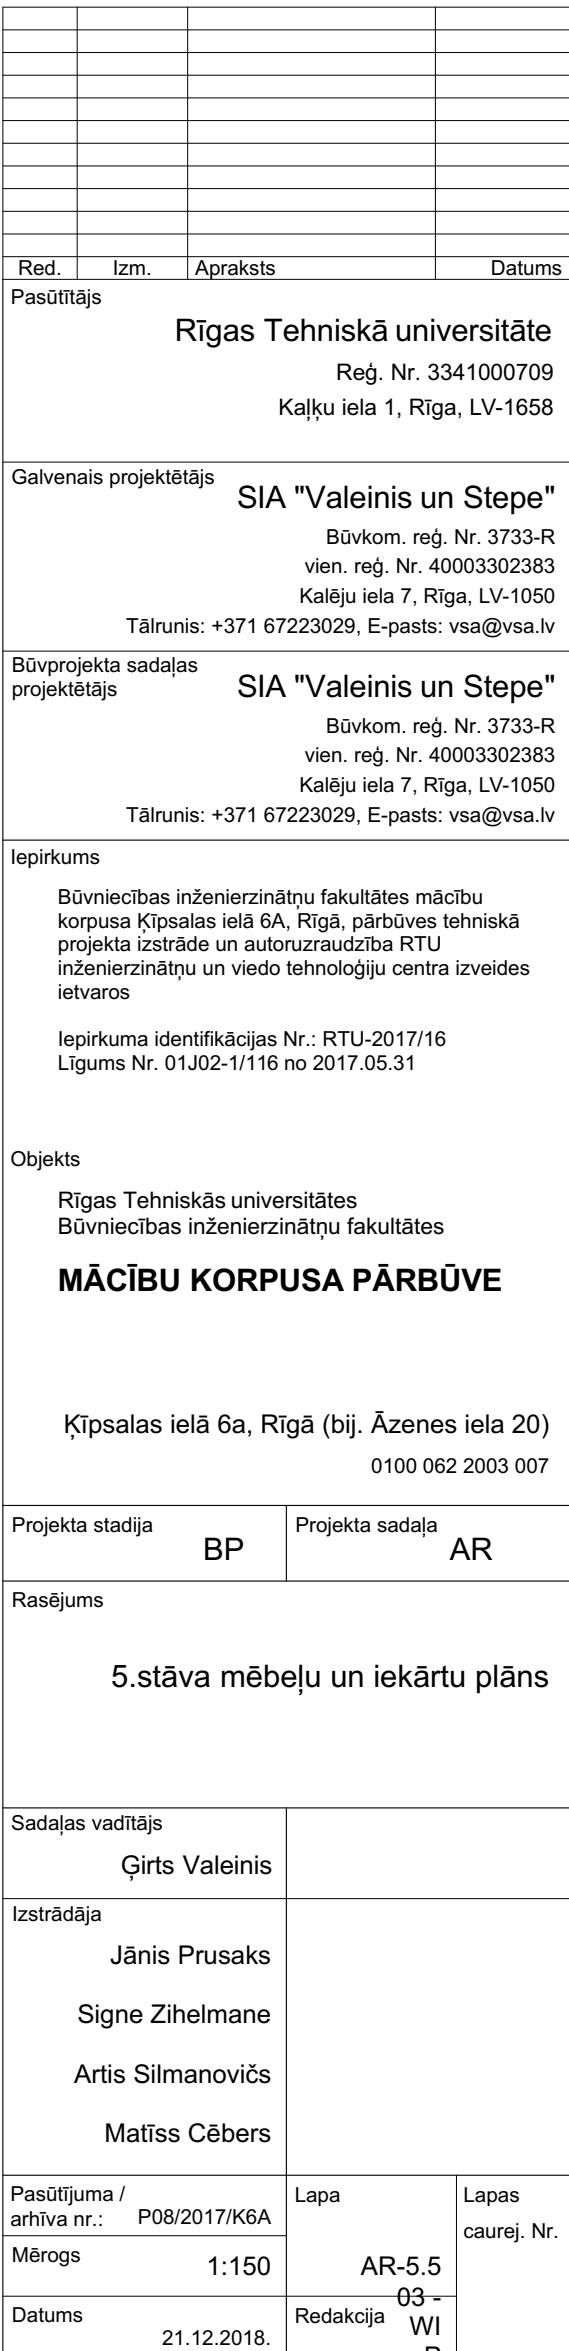 Red. Izm. Apraksts Datums
Pasūtītājs
Rīgas Tehniskā universitāte
Reģ. Nr. 3341000709
Kaļķu iela 1, Rīga, LV-1658
Galvenais projektētājs
SIA "Valeinis un Stepe"
Būvkom. reģ. Nr. 3733-R
vien. reģ. Nr. 40003302383
Kalēju iela 7, Rīga, LV-1050
Tālrunis: +371 67223029, E-pasts: vsa@vsa.lv
Būvprojekta sadaļas
projektētājs
SIA "Valeinis un Stepe"
Būvkom. reģ. Nr. 3733-R
vien. reģ. Nr. 40003302383
Kalēju iela 7, Rīga, LV-1050
Tālrunis: +371 67223029, E-pasts: vsa@vsa.lv
Iepirkums
Būvniecības inženierzinātņu fakultātes mācību
korpusa Ķīpsalas ielā 6A, Rīgā, pārbūves tehniskā
projekta izstrāde un autoruzraudzība RTU
inženierzinātņu un viedo tehnoloģiju centra izveides
ietvaros
Iepirkuma identifikācijas Nr.: RTU-2017/16
Līgums Nr. 01J02-1/116 no 2017.05.31
Objekts
Rīgas Tehniskās universitātes
Būvniecības inženierzinātņu fakultātes
MĀCĪBU KORPUSA PĀRBŪVE
Ķīpsalas ielā 6a, Rīgā (bij. Āzenes iela 20)
0100 062 2003 007
Projekta stadija
BP
Projekta sadaļa
AR
Rasējums
5.stāva mēbeļu un iekārtu plāns
Sadaļas vadītājs
Ģirts Valeinis
Izstrādāja
Jānis Prusaks
Signe Zihelmane
Artis Silmanovičs
Matīss Cēbers
Pasūtījuma /
arhīva nr.: P08/2017/K6A
Lapa
Lapas
caurej. Nr.
Mērogs
1:150
AR-5.5
Datums
21.12.2018.
Redakcija
03 -
WI